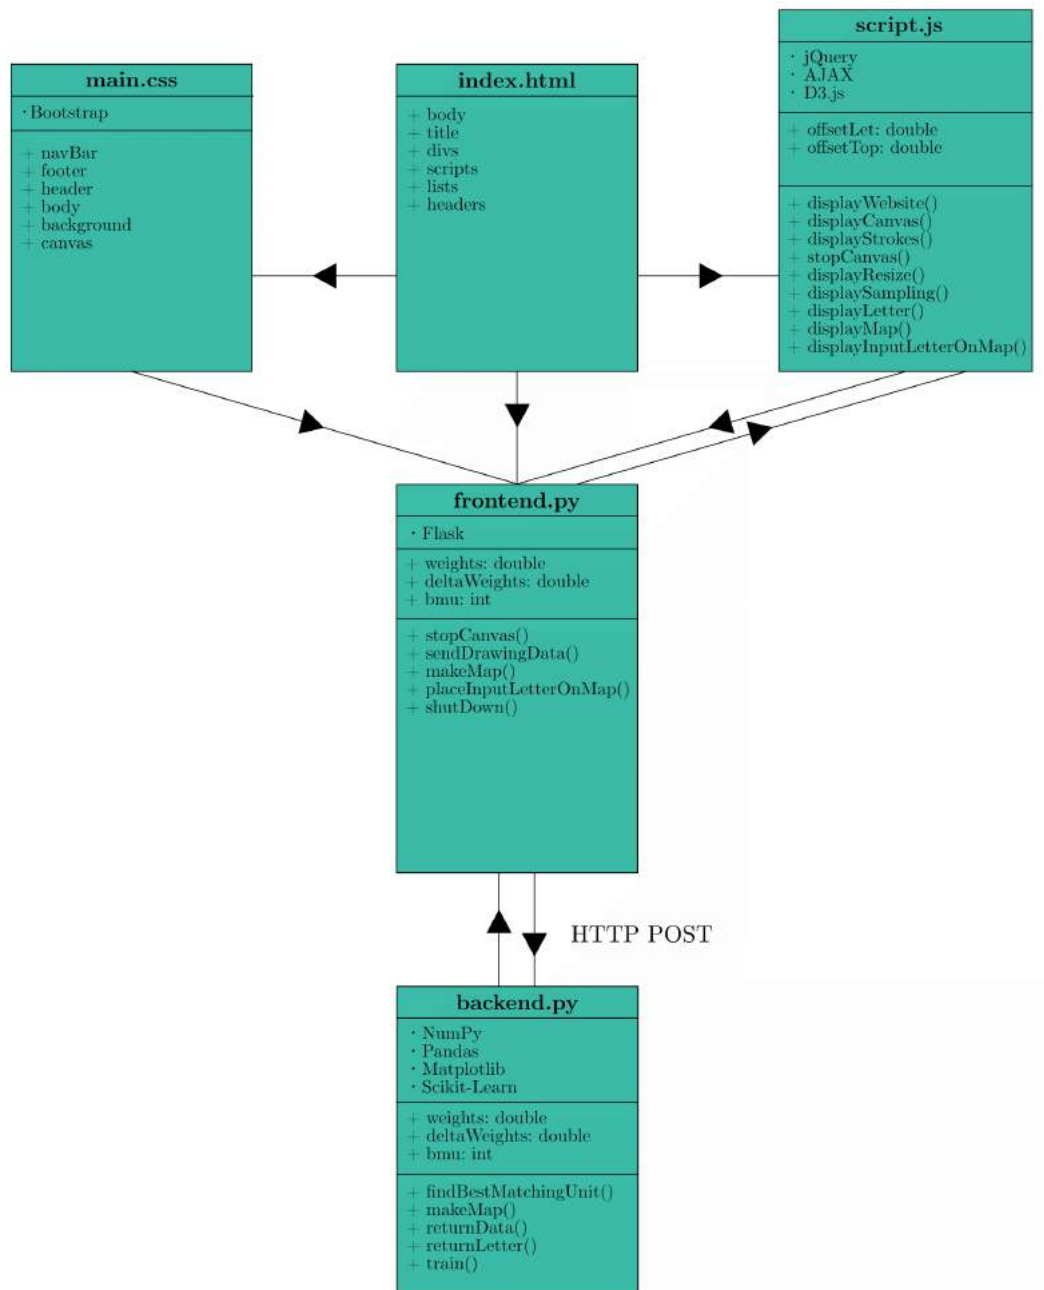 main.css
· Bootstrap
+ navBar
+ footer
+ header
+ body
+ background
+ canvas
index.html
+ body
+ title
+ divs
+ scripts
+ lists
+ headers
script.js
· jQuery
· AJAX
· D3.js
+ offsetLet: double
+ offsetTop: double
+ displayWebsite()
+ displayCanvas()
+ displayStrokes()
+ stopCanvas()
+ displayResize()
+ displaySampling()
+ displayLetter()
+ displayMap()
+ displayInputLetterOnMap()
frontend.py
· Flask
+ weights: double
+ deltaWeights: double
+ bmu: int
+ stopCanvas()
+ sendDrawingData()
+ makeMap()
+ placeInputLetterOnMap()
+ shutDown()
HTTP POST
backend.py
· NumPy
· Pandas
· Matplotlib
· Scikit-Learn
+ weights: double
+ deltaWeights: double
+ bmu: int
+ findBestMatchingUnit()
+ makeMap()
+ returnData()
+ returnLetter()
+ train()